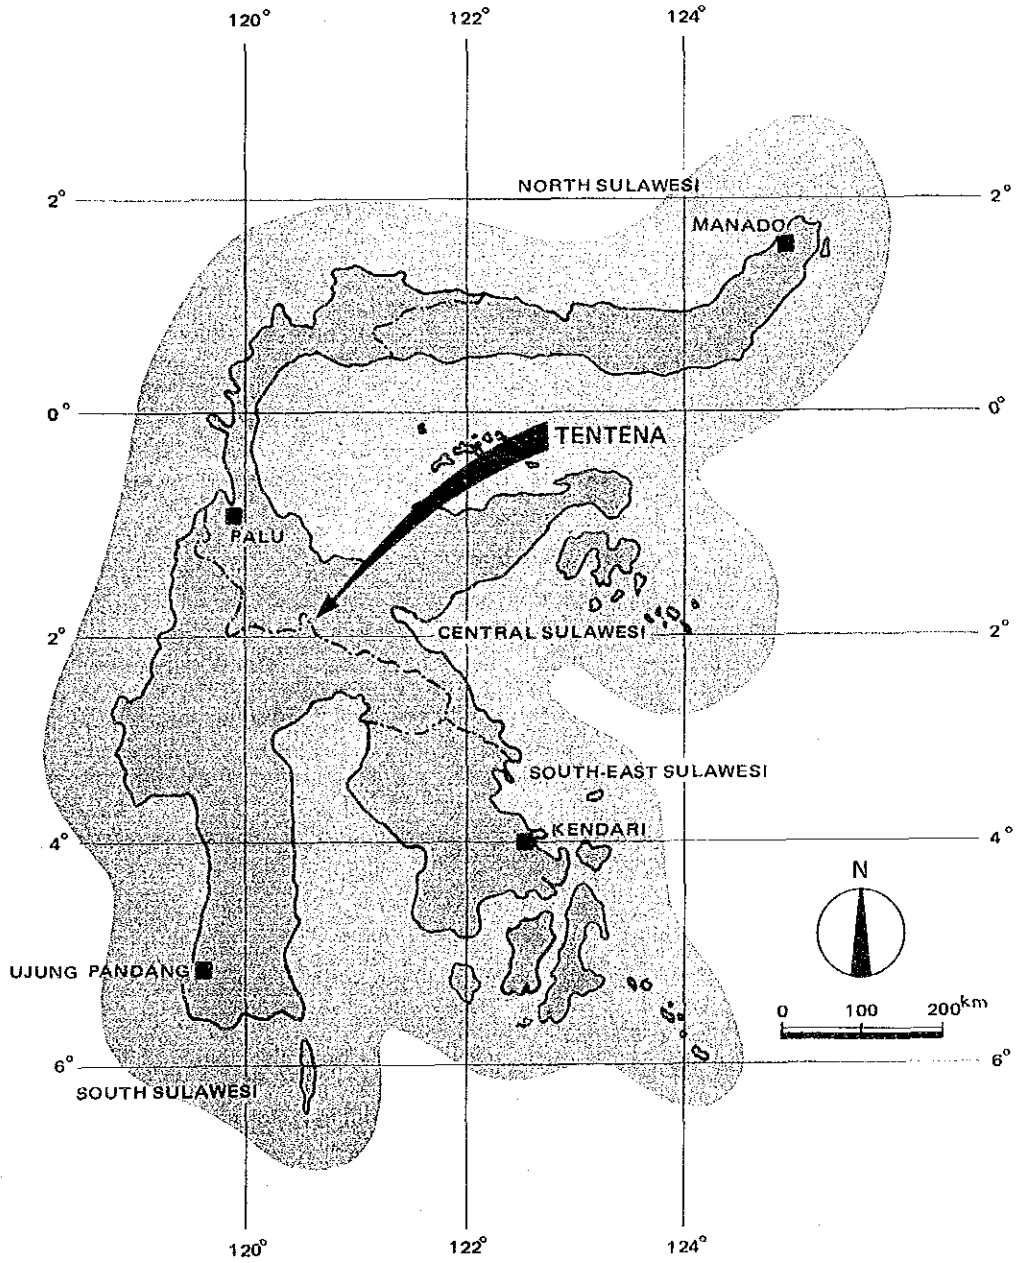 120° 122° 124°
NORTH SULAWESI
2° 2°
MANADO
0° 0°
TENTENA
PALU
CENTRAL SULAWESI
2° 2°
SOUTH-EAST SULAWESI
KENDARI
4° 4°
N
UJUNG PANDANG
0 100 200km
6° 6°
SOUTH SULAWESI
120° 122° 124°